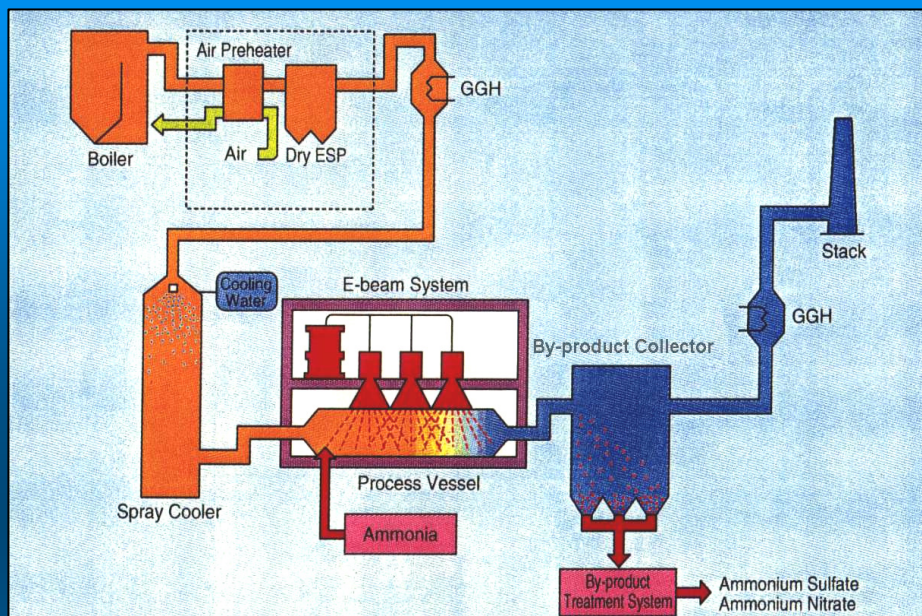 Air Preheater
GGH
Boiler
Air
Dry ESP
Stack
Cooling
Water
E-beam System
GGH
By-product Collector
Process Vessel
Spray Cooler
Ammonia
By-product
Treatment System
Ammonium Sulfate
Ammonium Nitrate